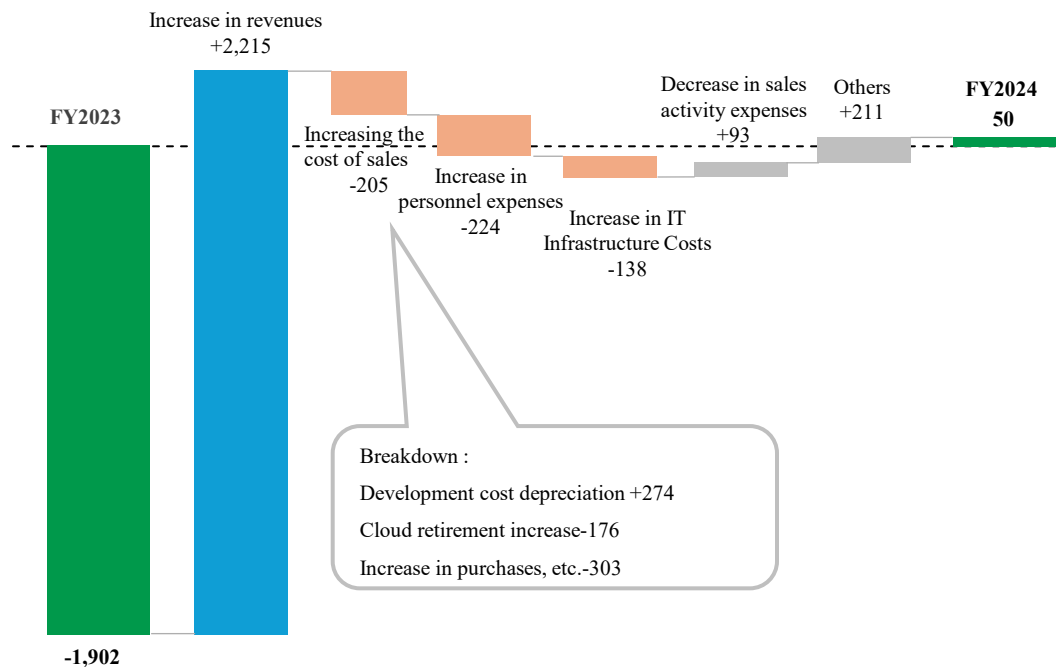 Increase in revenues
+2,215
FY2023
Increasing the
cost of sales
-205
Increase in
personnel expenses
-224
Increase in IT
Infrastructure Costs
-138
Decrease in sales
activity expenses
+93
Others
+211
FY2024
50
Breakdown :
Development cost depreciation +274
Cloud retirement increase-176
Increase in purchases, etc.-303
-1,902